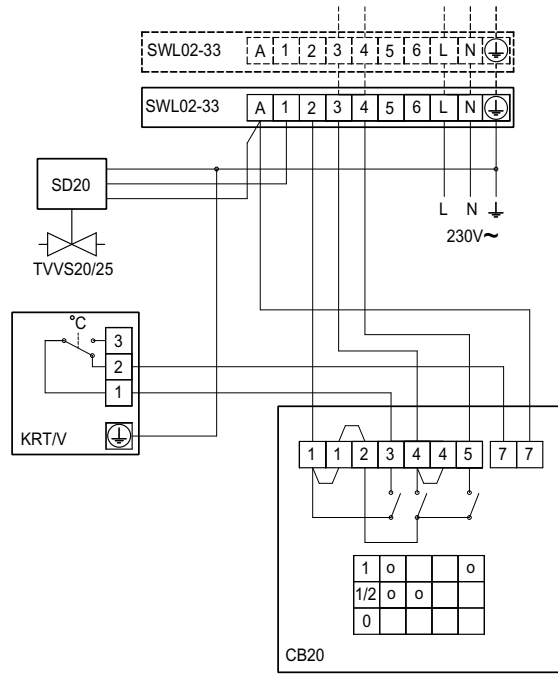 SWL02-33 A 1 2 3 4 5 6 L N
SWL02-33 A 1 2 3 4 5 6 L N
SD20
L N
230V~
TVVS20/25
°C
3
2
1
KRT/V
1 1 2 3 4 4 5 7 7
1 o o
1/2 o o
0
CB20